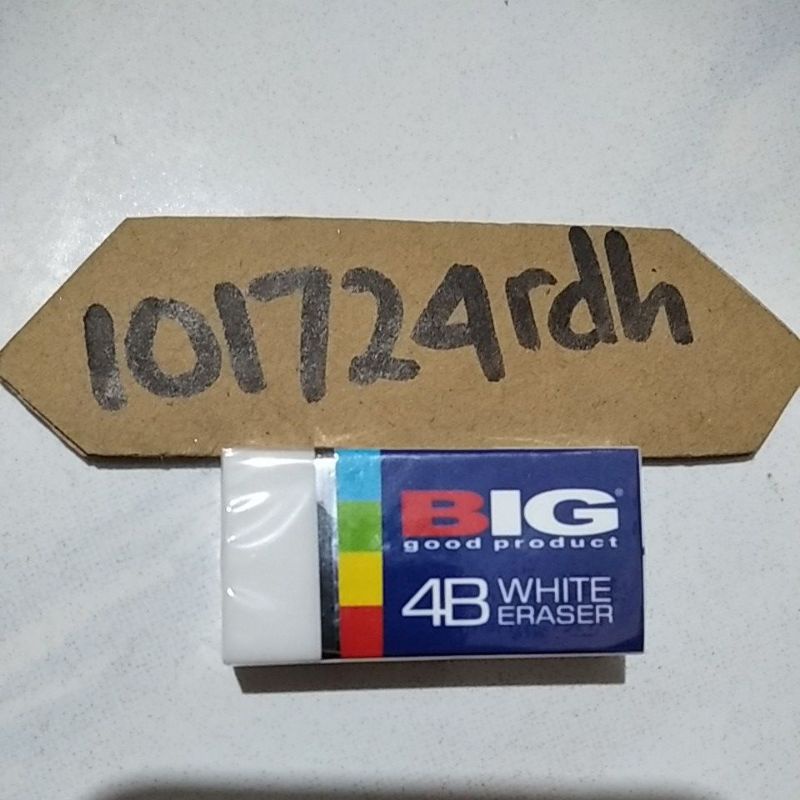 101724rdh
BIG®
good product
4B WHITE
ERASER